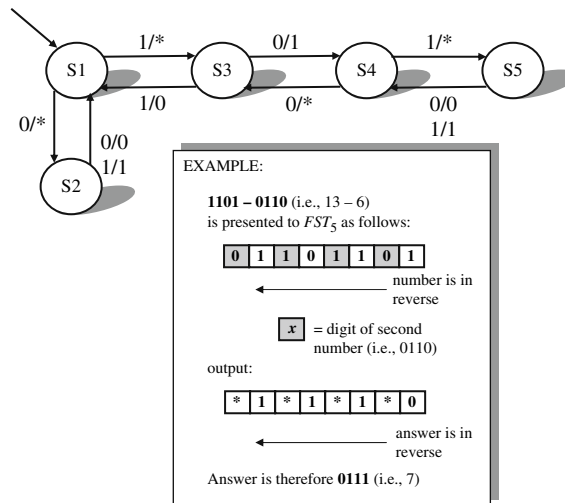 1/* 0/1 1/*
S1 S3 S4 S5
1/0 0/* 0/0
1/1
0/* 0/0
1/1
S2
EXAMPLE:
1101 – 0110 (i.e., 13 – 6)
is presented to FST5 as follows:
0 1 1 0 1 1 0 1
number is in
reverse
x = digit of second
number (i.e., 0110)
output:
* 1 * 1 * 1 * 0
answer is in
reverse
Answer is therefore 0111 (i.e., 7)